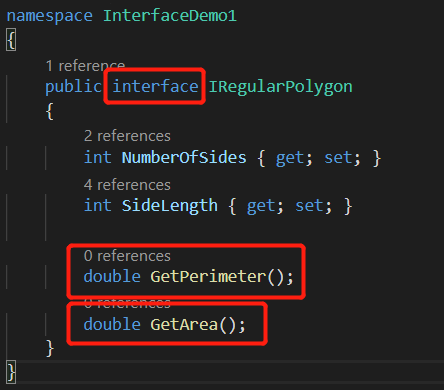 namespace InterfaceDemo1
{
1 reference
public interface IRegularPolygon
{
2 references
int NumberOfSides { get; set; }
4 references
int SideLength { get; set; }
0 references
double GetPerimeter();
0 references
double GetArea();
}
}